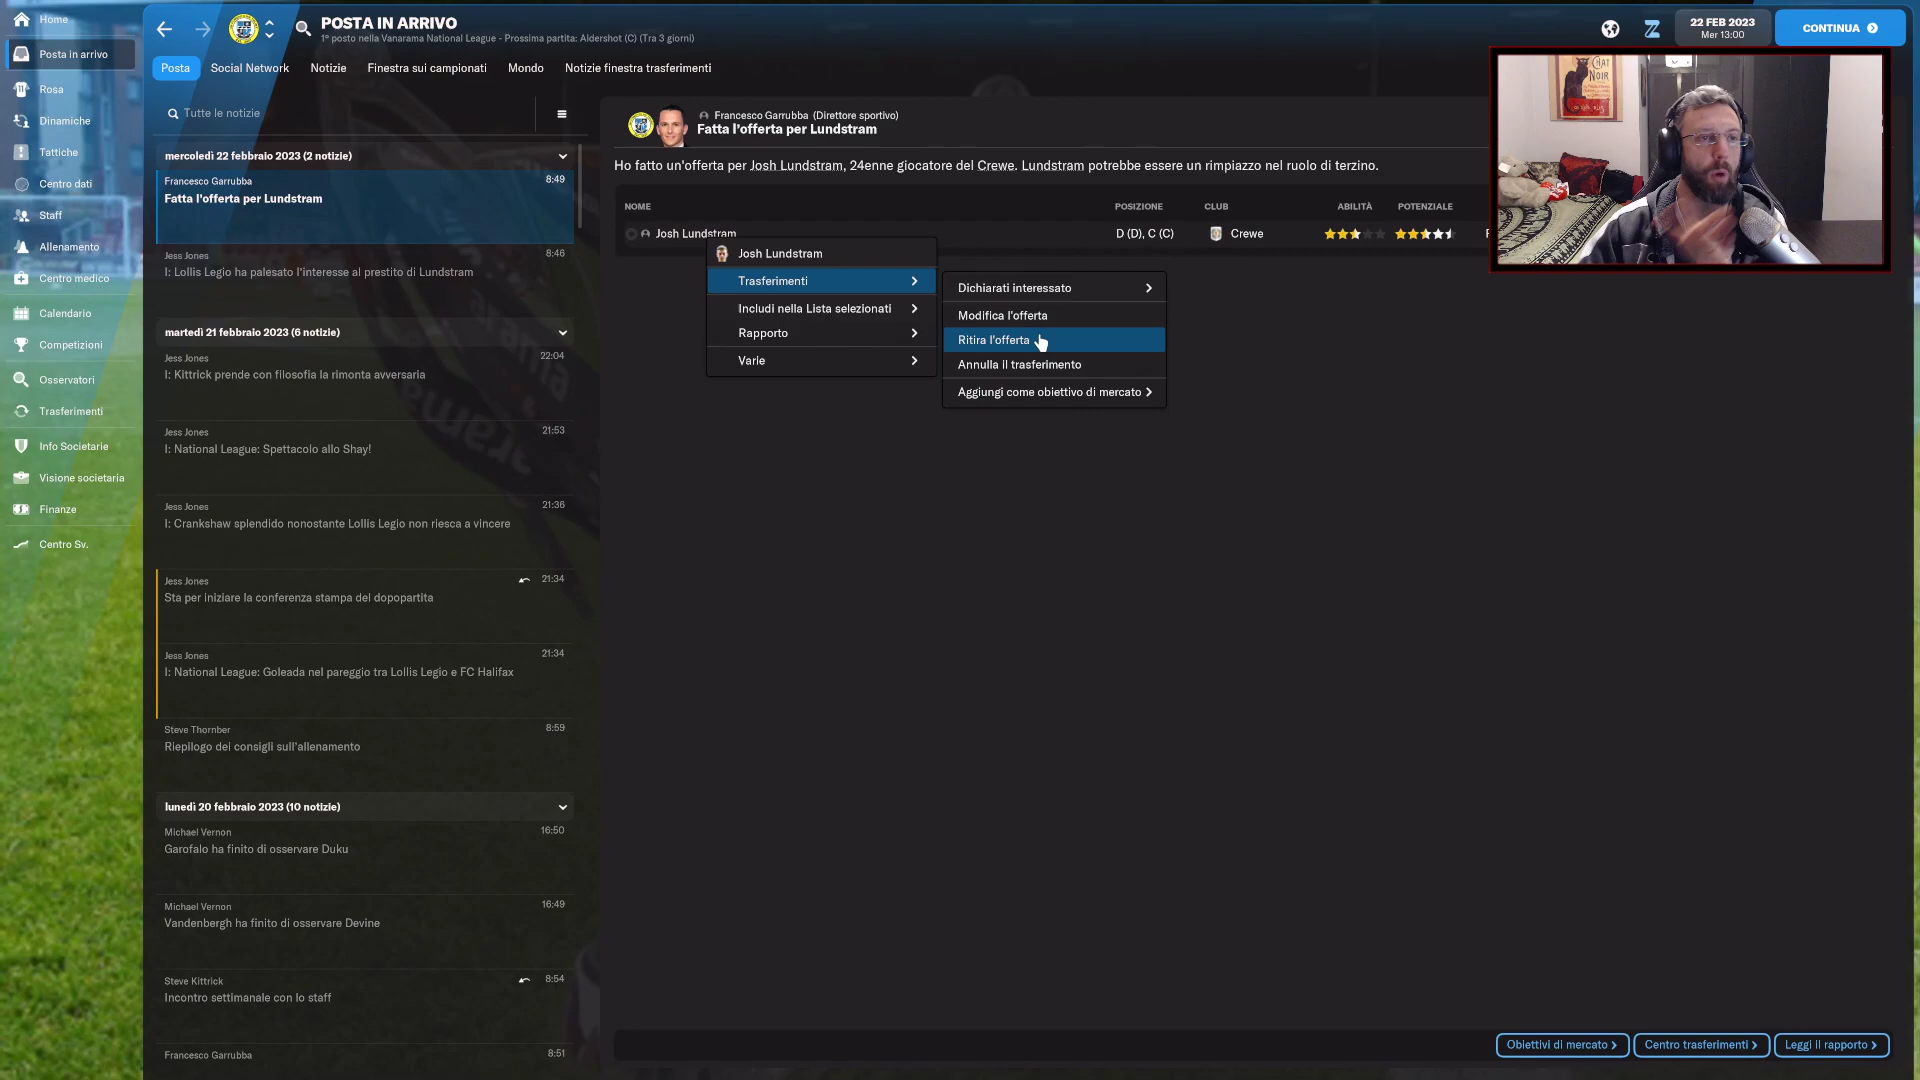 Home
Posta in arrivo
Rosa
Dinamiche
Tattiche
Centro dati
Staff
Allenamento
Centro medico
Calendario
Competizioni
Osservatori
Trasferimenti
Info Societarie
Visione societaria
Finanze
Centro Sv.
POSTA IN ARRIVO
1° posto nella Vanarama National League - Prossima partita: Aldershot (C) (Tra 3 giorni)
22 FEB 2023
Mer 13:00
CONTINUA
Posta Social Network Notizie Finestra sui campionati Mondo Notizie finestra trasferimenti
Tutte le notizie
mercoledì 22 febbraio 2023 (2 notizie)
Francesco Garrubba 8:49
Fatta l'offerta per Lundstram
Jess Jones 8:46
I: Lollis Legio ha palesato l'interesse al prestito di Lundstram
martedì 21 febbraio 2023 (6 notizie)
Jess Jones 22:04
I: Kittrick prende con filosofia la rimonta avversaria
Jess Jones 21:53
I: National League: Spettacolo allo Shay!
Jess Jones 21:36
I: Crankshaw splendido nonostante Lollis Legio non riesca a vincere
Jess Jones 21:34
Sta per iniziare la conferenza stampa del dopopartita
Jess Jones 21:34
I: National League: Goleada nel pareggio tra Lollis Legio e FC Halifax
Steve Thornber 8:59
Riepilogo dei consigli sull'allenamento
lunedì 20 febbraio 2023 (10 notizie)
Michael Vernon 16:50
Garofalo ha finito di osservare Duku
Michael Vernon 16:49
Vandenbergh ha finito di osservare Devine
Steve Kittrick 8:54
Incontro settimanale con lo staff
Francesco Garrubba 8:51
Francesco Garrubba (Direttore sportivo)
Fatta l'offerta per Lundstram
Ho fatto un'offerta per Josh Lundstram, 24enne giocatore del Crewe. Lundstram potrebbe essere un rimpiazzo nel ruolo di terzino.
NOME POSIZIONE CLUB ABILITÀ POTENZIALE
Josh Lundstram D (D), C (C) Crewe
Josh Lundstram
Trasferimenti
Includi nella Lista selezionati
Rapporto
Varie
Dichiarati interessato
Modifica l'offerta
Ritira l'offerta
Annulla il trasferimento
Aggiungi come obiettivo di mercato
CHAT
NOIR
Obiettivi di mercato Centro trasferimenti Leggi il rapporto